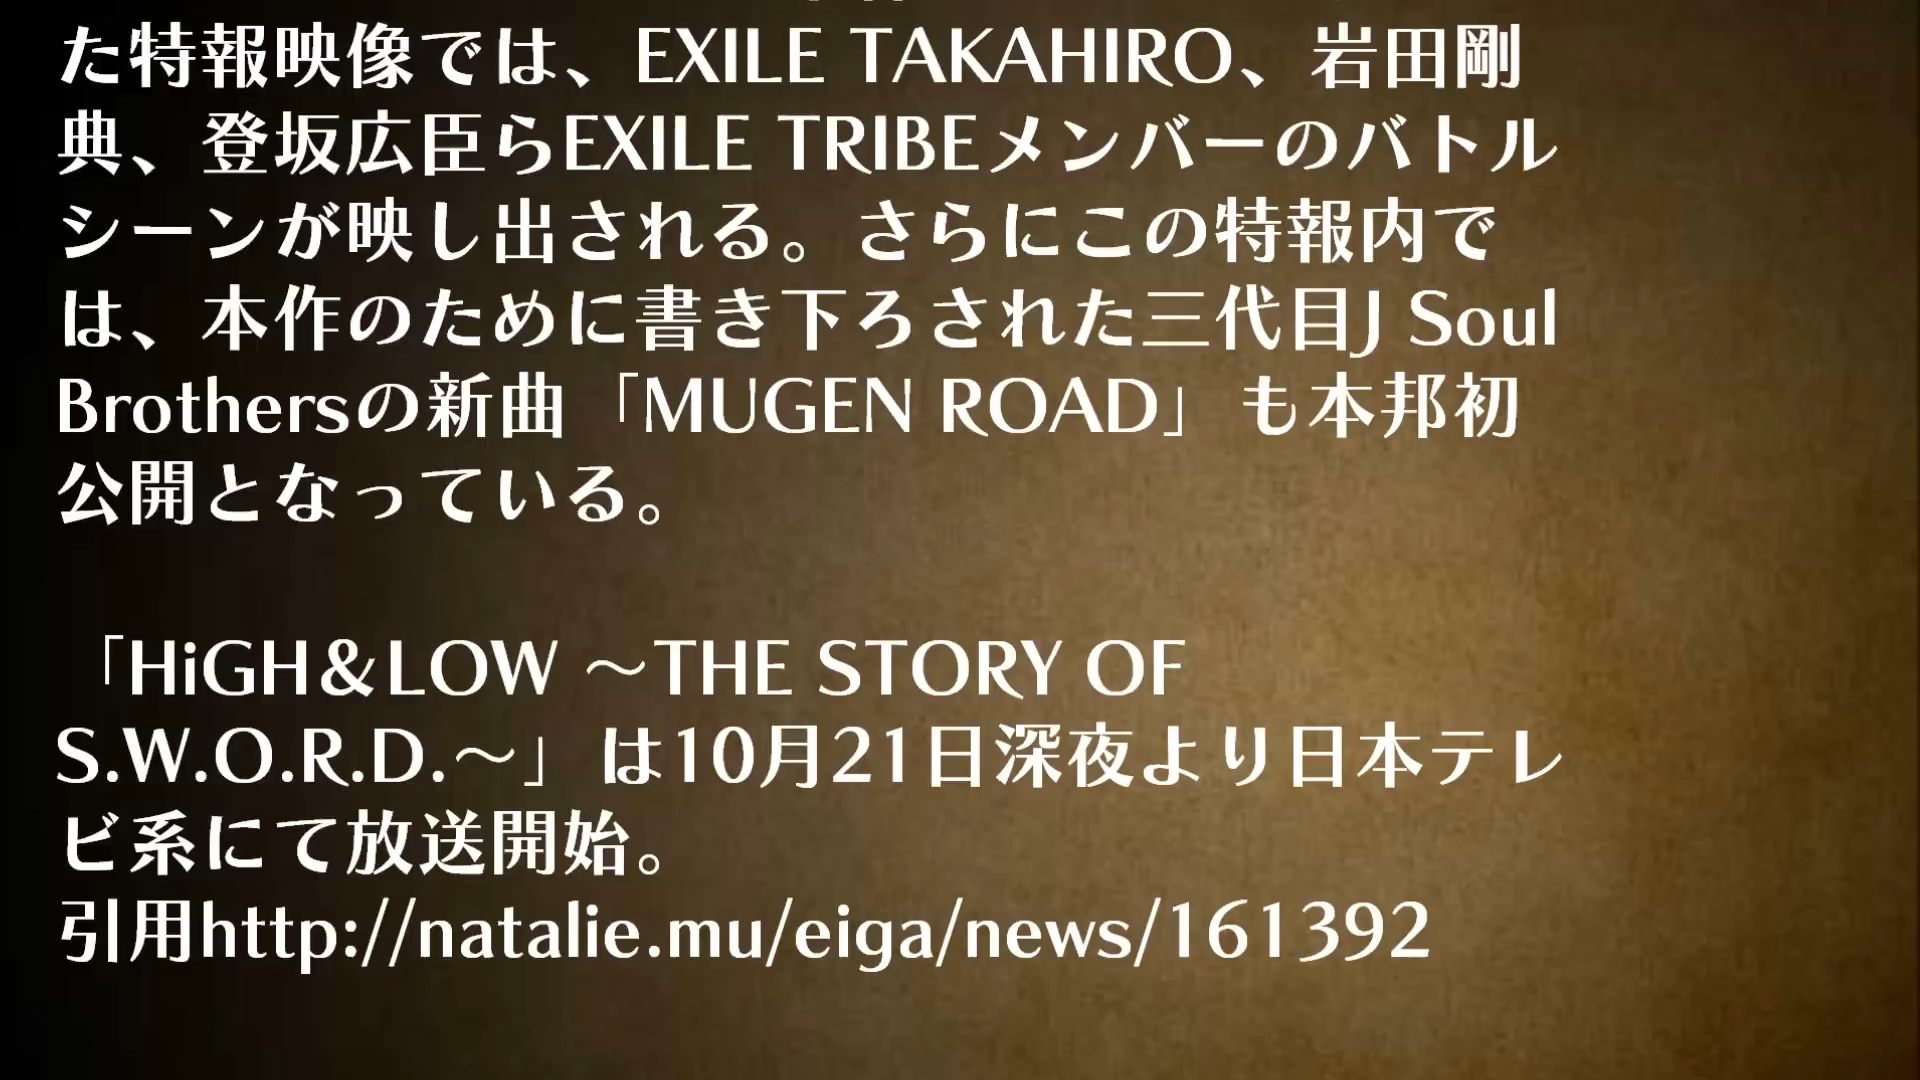 た特報映像では、EXILE TAKAHIRO、岩田剛
典、登坂広臣らEXILE TRIBEメンバーのバトル
シーンが映し出される。さらにこの特報内で
は、本作のために書き下ろされた三代目J Soul
Brothersの新曲「MUGEN ROAD」も本邦初
公開となっている。
「HiGH&LOW ～THE STORY OF
S.W.O.R.D.～」は10月21日深夜より日本テレ
ビ系にて放送開始。
引用http://natalie.mu/eiga/news/161392